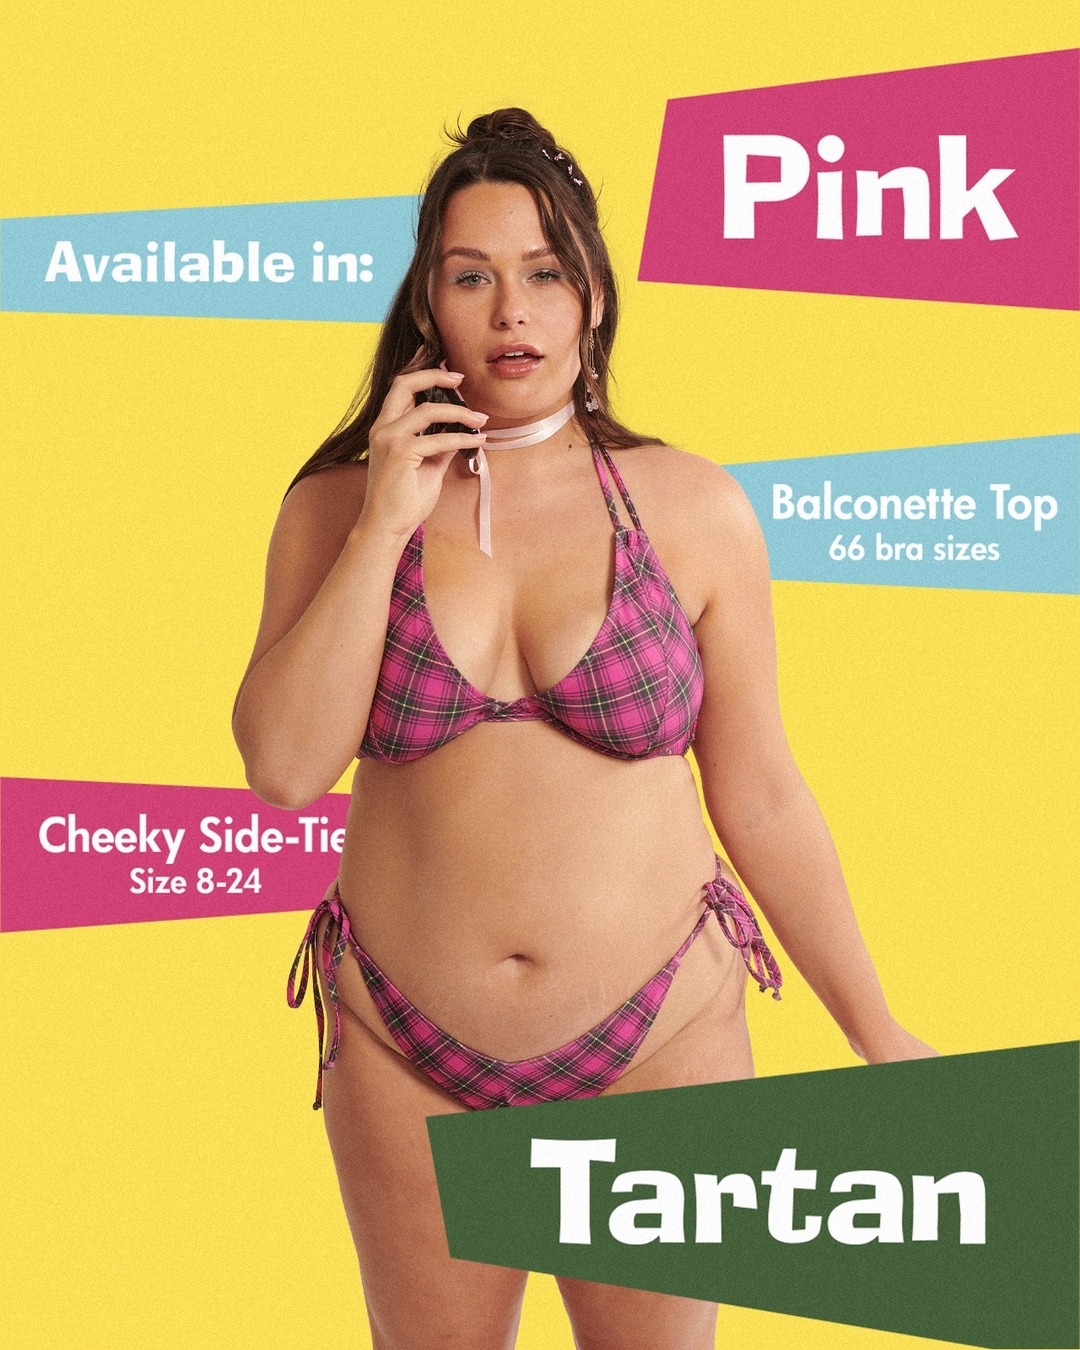 Pink
Available in:
Balconette Top
66 bra sizes
Cheeky Side-Tie
Size 8-24
Tartan